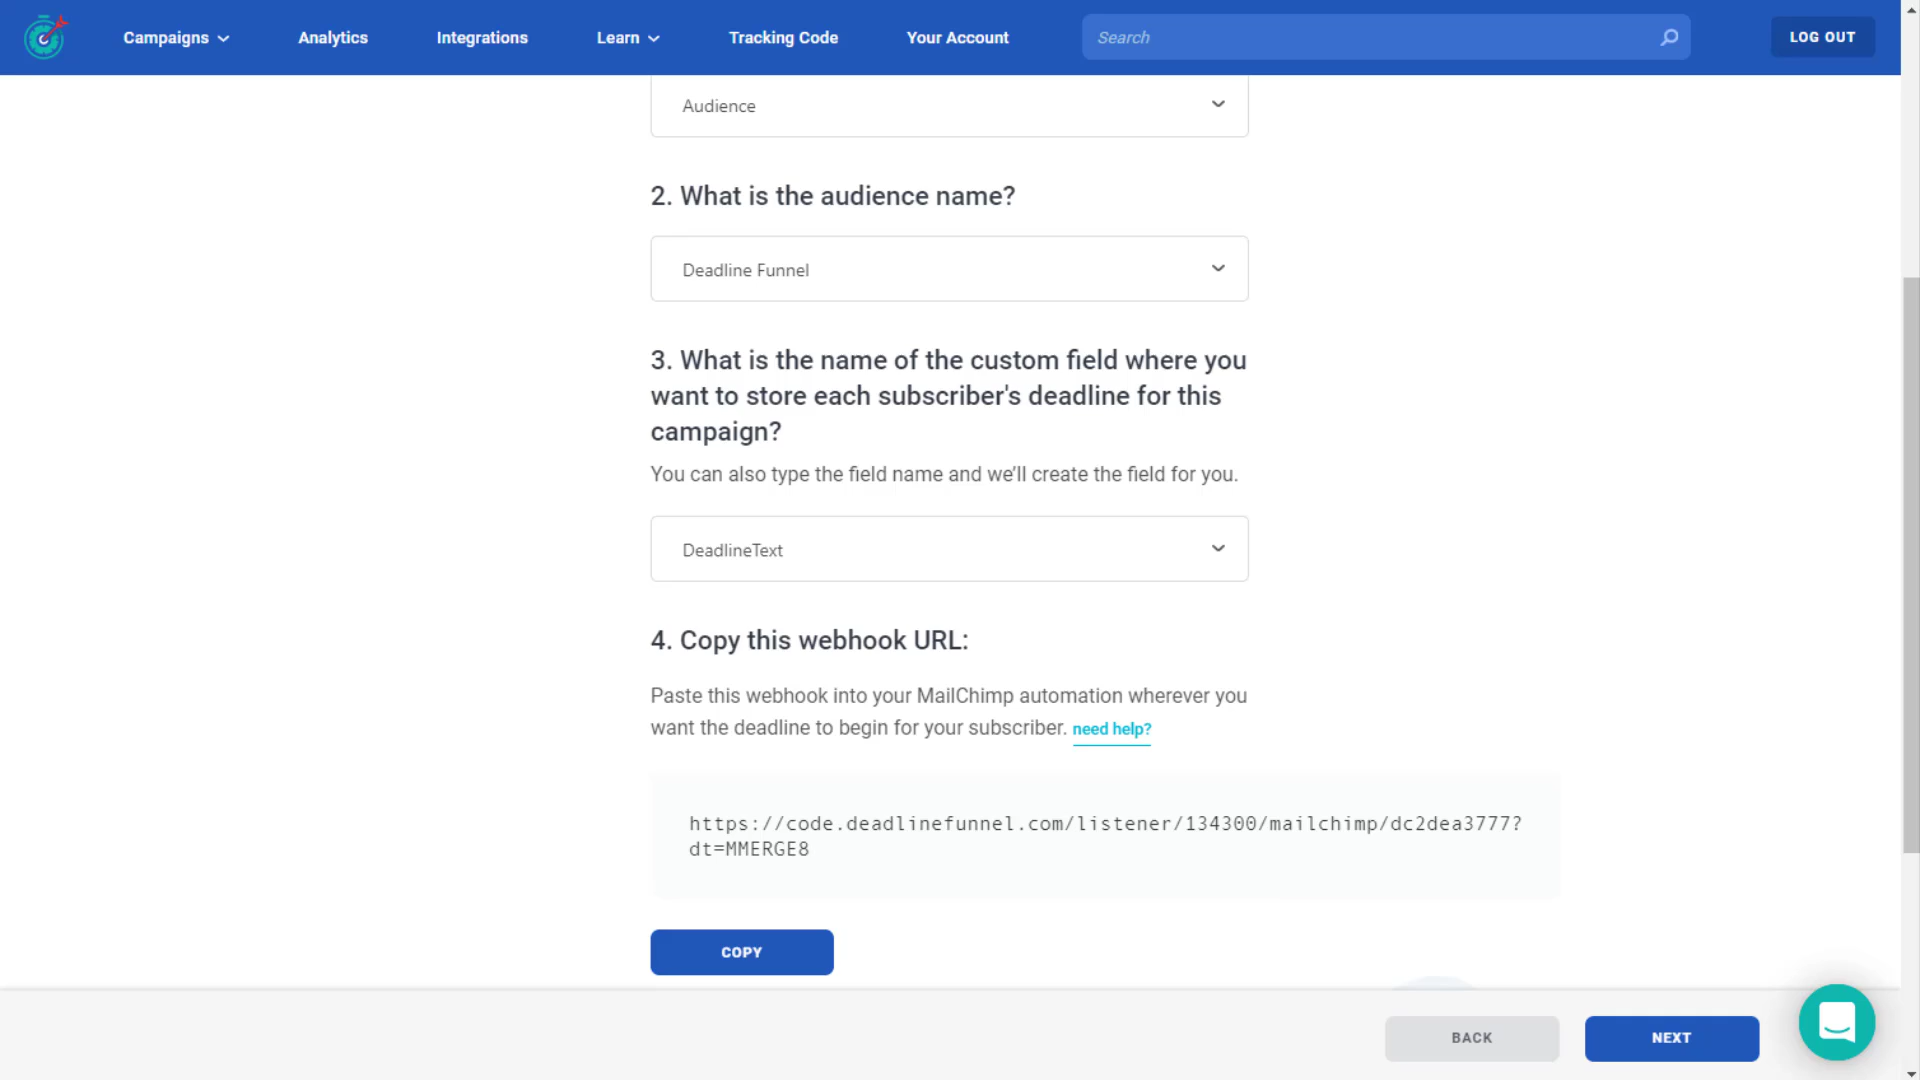 Campaigns
Analytics
Integrations
Learn
Tracking Code
Your Account
Search
LOG OUT
Audience
2. What is the audience name?
Deadline Funnel
3. What is the name of the custom field where you
want to store each subscriber's deadline for this
campaign?
You can also type the field name and we'll create the field for you.
DeadlineText
4. Copy this webhook URL:
Paste this webhook into your MailChimp automation wherever you
want the deadline to begin for your subscriber. need help?
https://code.deadlinefunnel.com/listener/134300/mailchimp/dc2dea3777?
dt=MMERGE8
COPY
BACK
NEXT